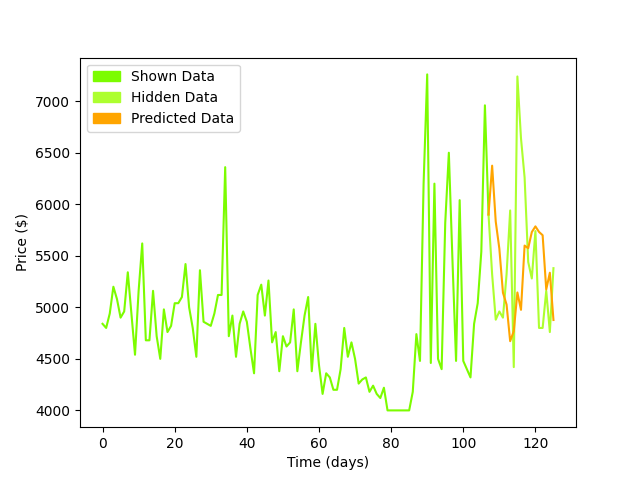 Shown Data
Hidden Data
Predicted Data
7000
6500
6000
5500
5000
4500
4000
Price ($)
0 20 40 60 80 100 120
Time (days)